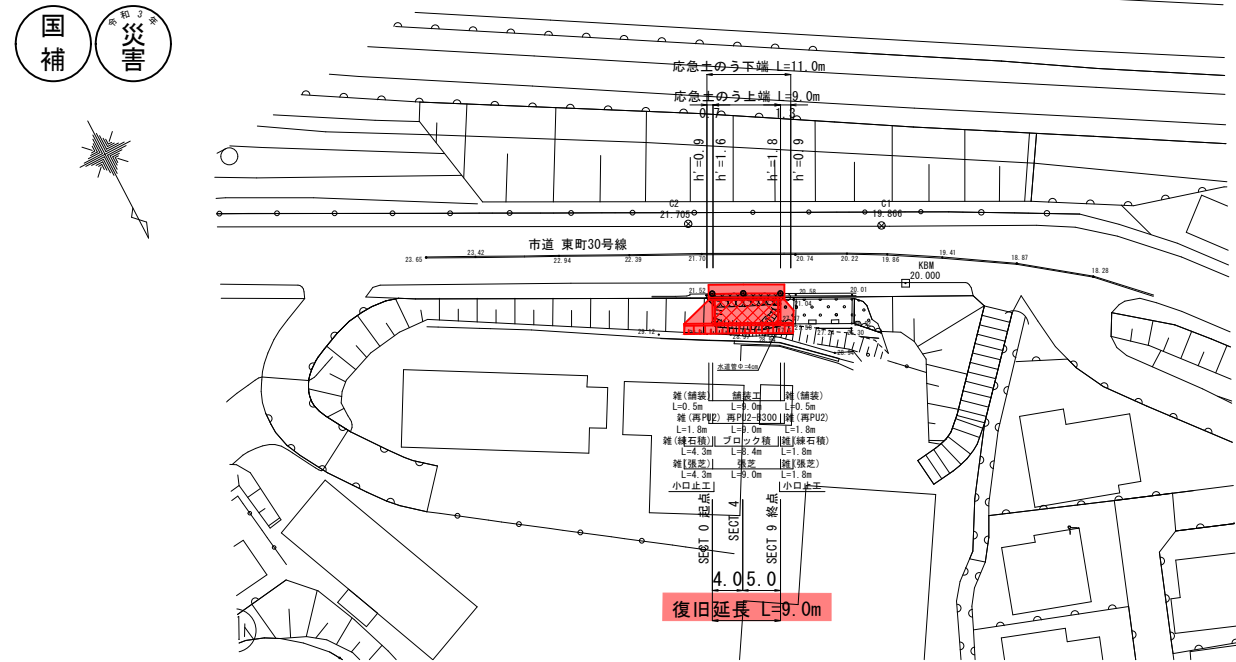 国補
令和3年
災害
応急土のう下端 L=11.0m
応急土のう上端 L=9.0m
0.7 1.3
h'=0.9
h'=1.6
h'=1.8
h'=0.9
C2
21.705
C1
19.866
市道 東町30号線
23.65
23.42
22.94
22.39
21.70
20.74
20.22
19.86
19.41
18.87
18.28
KBM
20.000
21.52
20.58
20.01
21.04
29.12
28.97
水道管Φ=4cm
雑(舗装) 舗装工 雑(舗装)
L=0.5m L=9.0m L=0.5m
雑(再PU2) 再PU2-B300 雑(再PU2)
L=1.8m L=9.0m L=1.8m
雑(練石積) ブロック積 雑(練石積)
L=4.3m L=8.4m L=1.8m
雑(張芝) 張芝 雑(張芝)
L=4.3m L=9.0m L=1.8m
小口止工 小口止工
SECT 0 起点
SECT 4
SECT 9 終点
4.0 5.0
復旧延長 L=9.0m